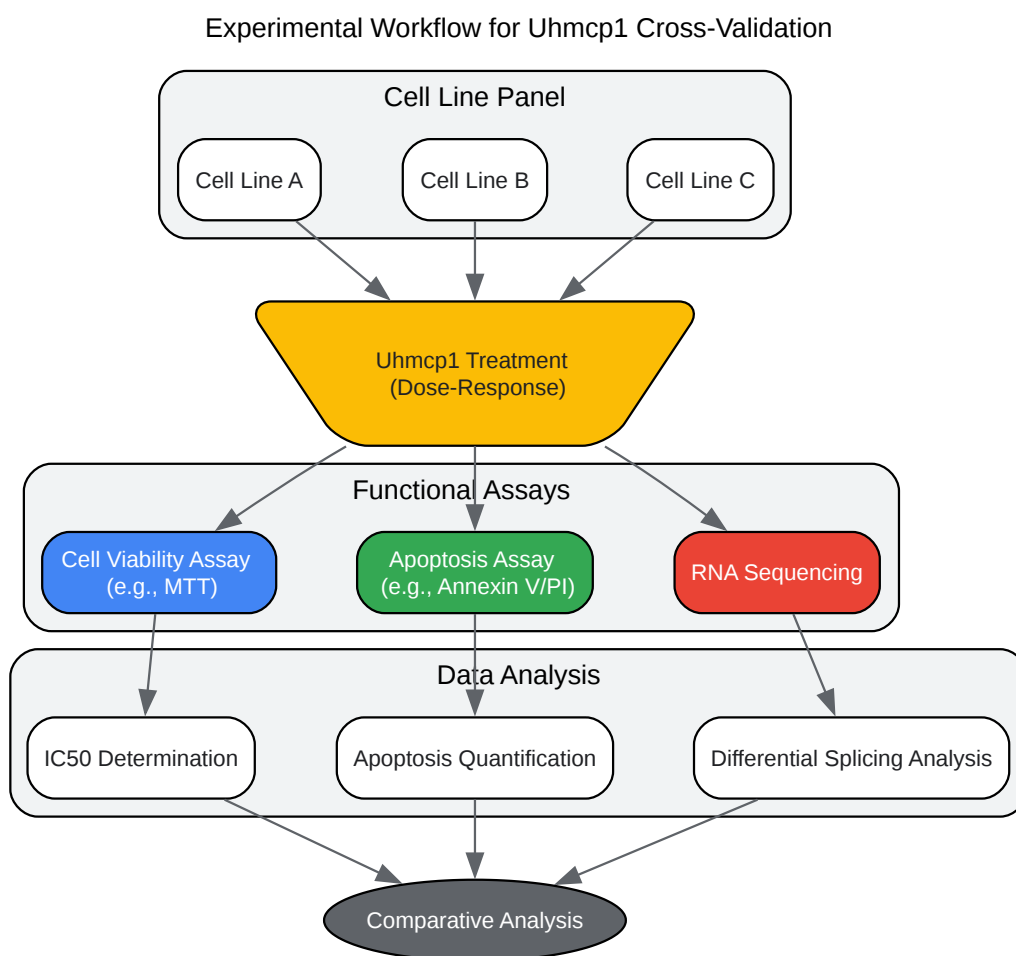 Experimental Workflow for Uhmcp1 Cross-Validation
Cell Line Panel
Cell Line A
Cell Line B
Cell Line C
Uhmcp1 Treatment
(Dose-Response)
Functional Assays
Cell Viability Assay
(e.g., MTT)
Apoptosis Assay
(e.g., Annexin V/PI)
RNA Sequencing
Data Analysis
IC50 Determination
Apoptosis Quantification
Differential Splicing Analysis
Comparative Analysis